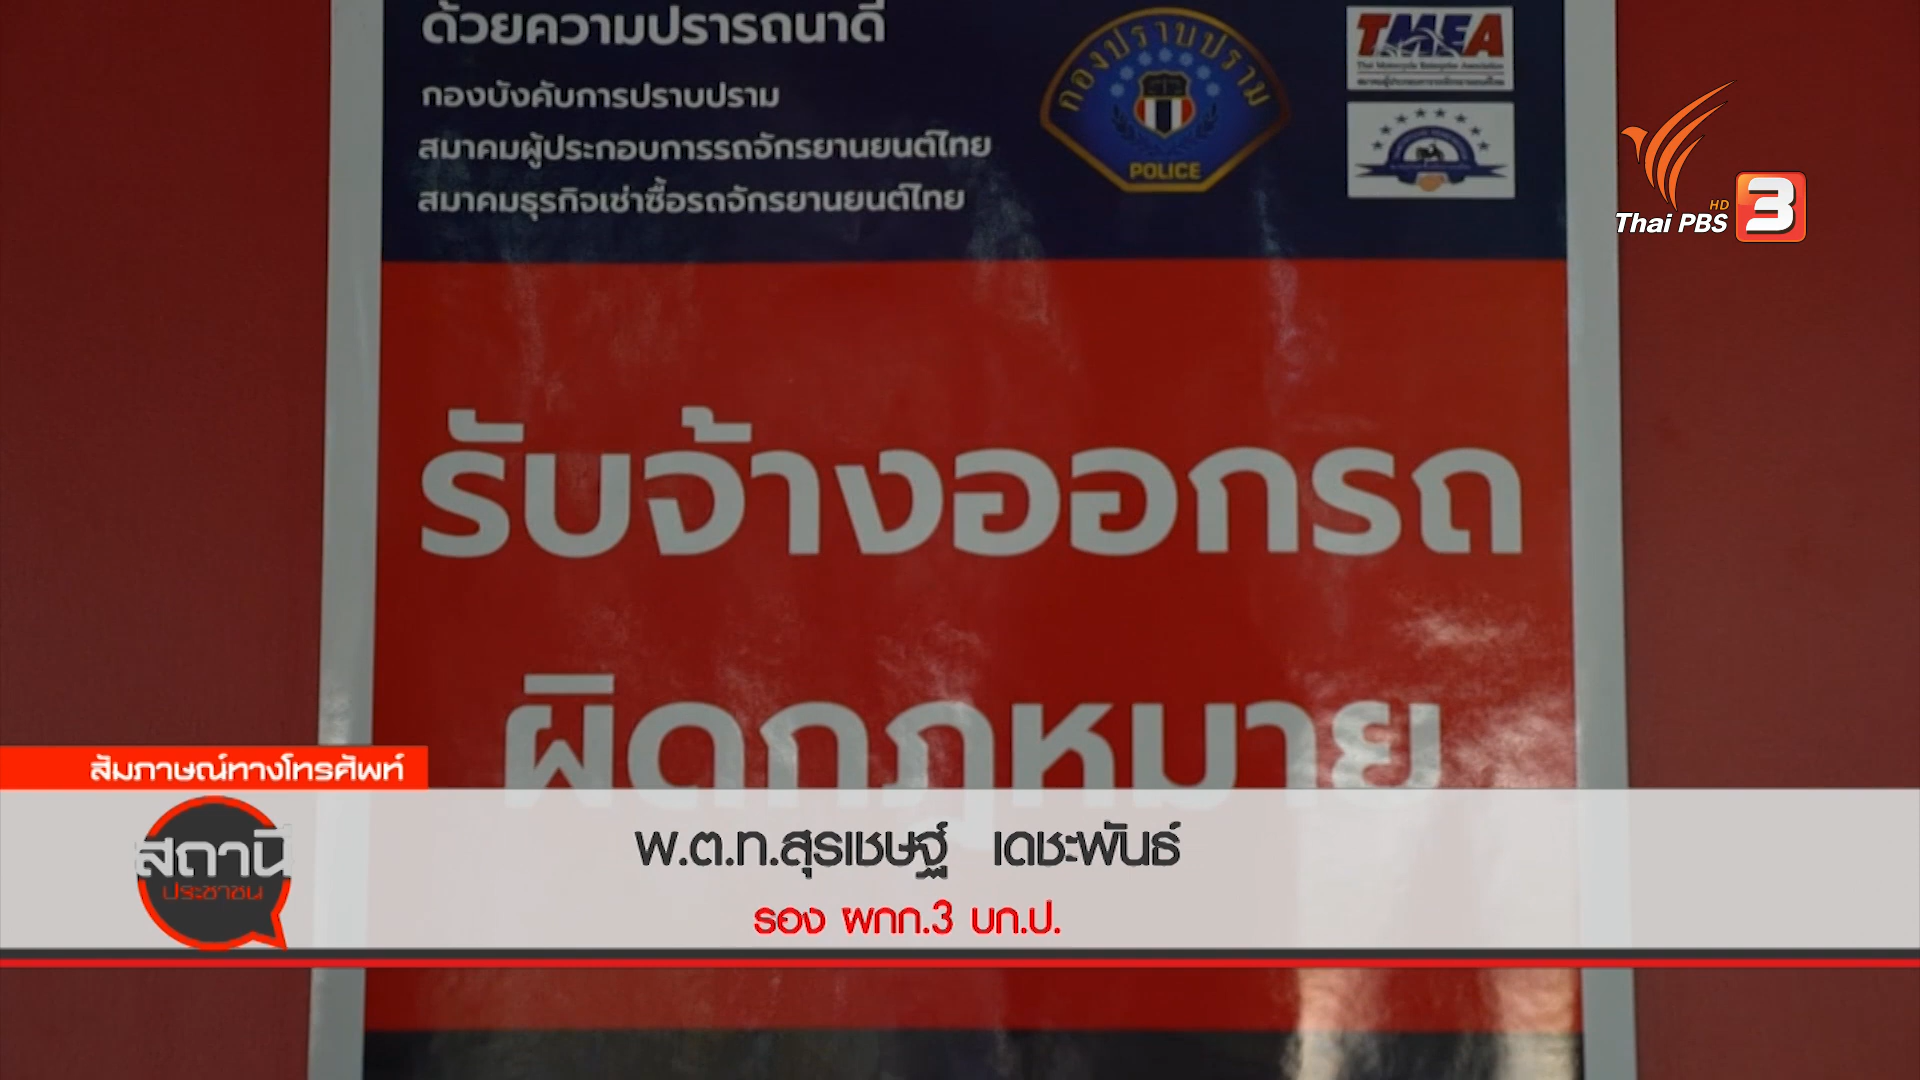 ด้วยความปรารถนาดี
กองบังคับการปราบปราม
สมาคมผู้ประกอบการรถจักรยานยนต์ไทย
สมาคมธุรกิจเช่าซื้อรถจักรยานยนต์ไทย
กองปราบปราม
POLICE
TMEA
Thai Motorcycle Enterprise Association
HD
Thai PBS 3
รับจ้างออกรถ
ผิดกฎหมาย
สัมภาษณ์ทางโทรศัพท์
สถานี
ประชาชน
พ.ต.ท.สุรเชษฐ์ เดชะพันธ์
รอง ผกก.3 บก.ป.